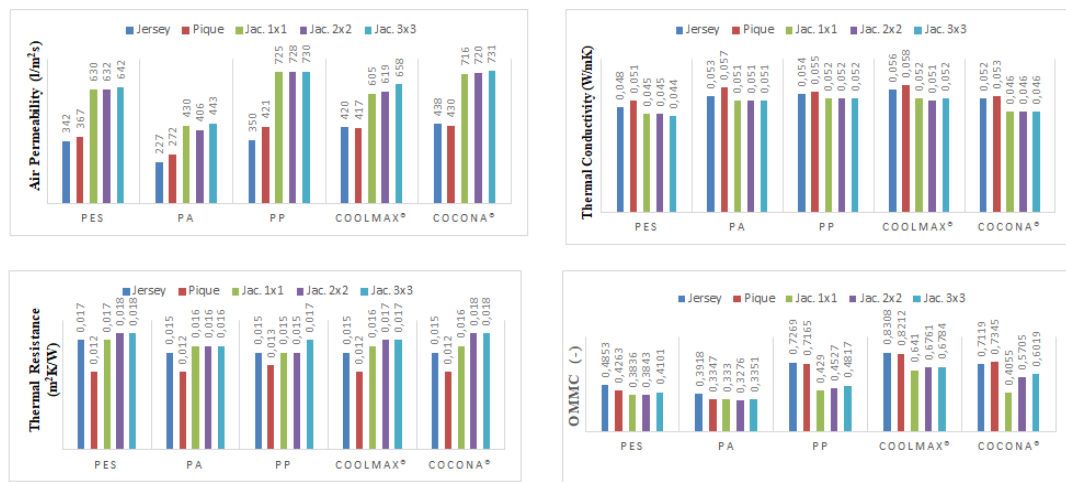 Jersey Pique Jac. 1x1 Jac. 2x2 Jac. 3x3
Air Permeability (l/m²s)
342 367 630 632 642
227 272 430 406 443
350 421 725 728 730
420 417 605 619 658
438 430 716 720 731
PES PA PP COOLMAX® COCONA®
Jersey Pique Jac. 1x1 Jac. 2x2 Jac. 3x3
Thermal Conductivity (W/mK)
0,048 0,051 0,045 0,045 0,044
0,053 0,057 0,051 0,051 0,051
0,054 0,055 0,052 0,052 0,052
0,056 0,058 0,052 0,051 0,052
0,052 0,053 0,046 0,046 0,046
PES PA PP COOLMAX® COCONA®
Jersey Pique Jac. 1x1 Jac. 2x2 Jac. 3x3
Thermal Resistance
(m²K/W)
0,017 0,012 0,017 0,018 0,018
0,015 0,012 0,016 0,016 0,016
0,015 0,013 0,015 0,015 0,017
0,015 0,012 0,016 0,017 0,017
0,015 0,012 0,016 0,018 0,018
PES PA PP COOLMAX® COCONA®
Jersey Pique Jac. 1x1 Jac. 2x2 Jac. 3x3
OMMC (-)
0,4853 0,4263 0,3836 0,3843 0,4101
0,3918 0,3347 0,333 0,3276 0,3351
0,7269 0,7165 0,429 0,4527 0,4817
0,8308 0,8212 0,641 0,6761 0,6784
0,7119 0,7345 0,4055 0,5705 0,6019
PES PA PP COOLMAX® COCONA®